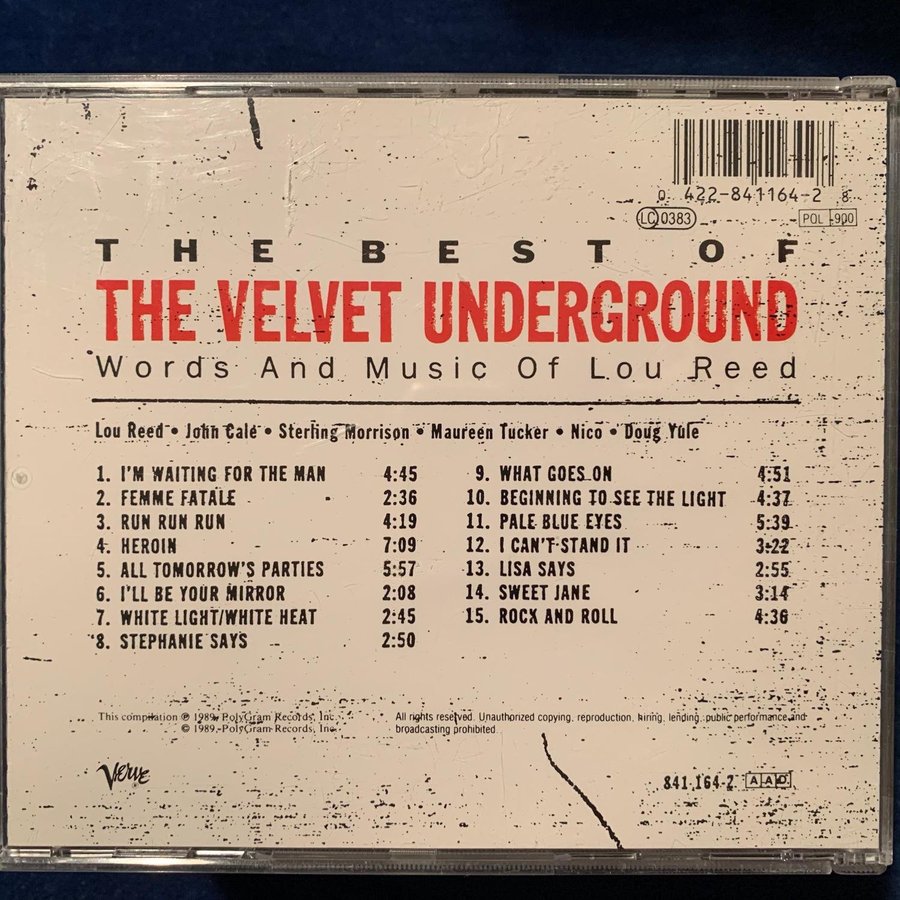 0 422-841164-2 8
LC 0383
POL -900
THE BEST OF
THE VELVET UNDERGROUND
Words And Music Of Lou Reed
Lou Reed • John Cale • Sterling Morrison • Maureen Tucker • Nico • Doug Yule
1. I'M WAITING FOR THE MAN 4:45
2. FEMME FATALE 2:36
3. RUN RUN RUN 4:19
4. HEROIN 7:09
5. ALL TOMORROW'S PARTIES 5:57
6. I'LL BE YOUR MIRROR 2:08
7. WHITE LIGHT/WHITE HEAT 2:45
8. STEPHANIE SAYS 2:50
9. WHAT GOES ON 4:51
10. BEGINNING TO SEE THE LIGHT 4:37
11. PALE BLUE EYES 5:39
12. I CAN'T STAND IT 3:22
13. LISA SAYS 2:55
14. SWEET JANE 3:14
15. ROCK AND ROLL 4:36
This compilation ℗ 1989, PolyGram Records, Inc.
© 1989, PolyGram Records, Inc.
All rights reserved. Unauthorized copying, reproduction, hiring, lending, public performance and
broadcasting prohibited.
Verve
841 164-2 AAD